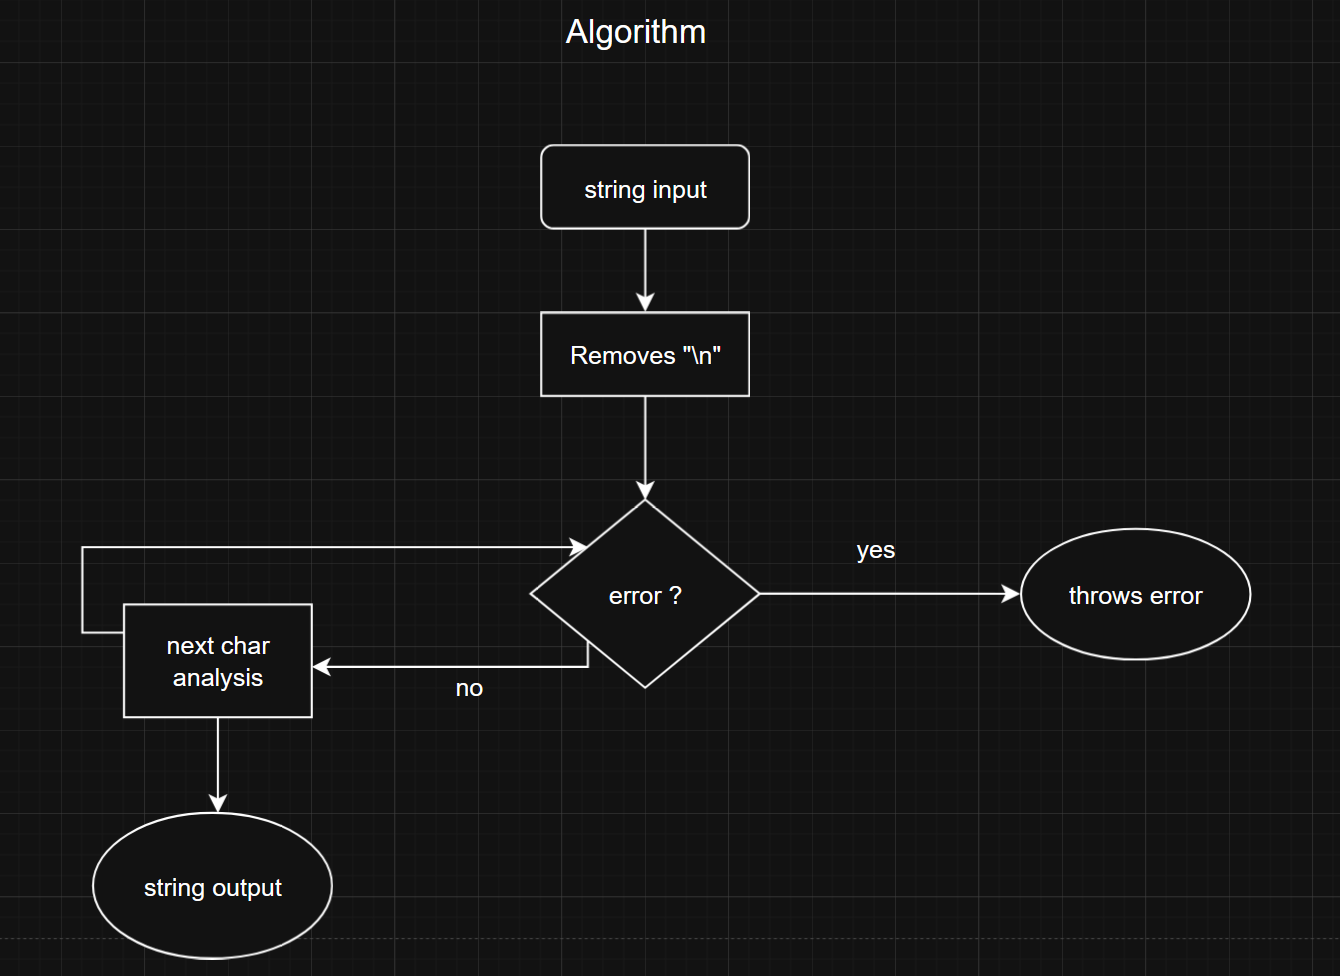 Algorithm
string input
Removes "\n"
error ?
yes
throws error
no
next char
analysis
string output